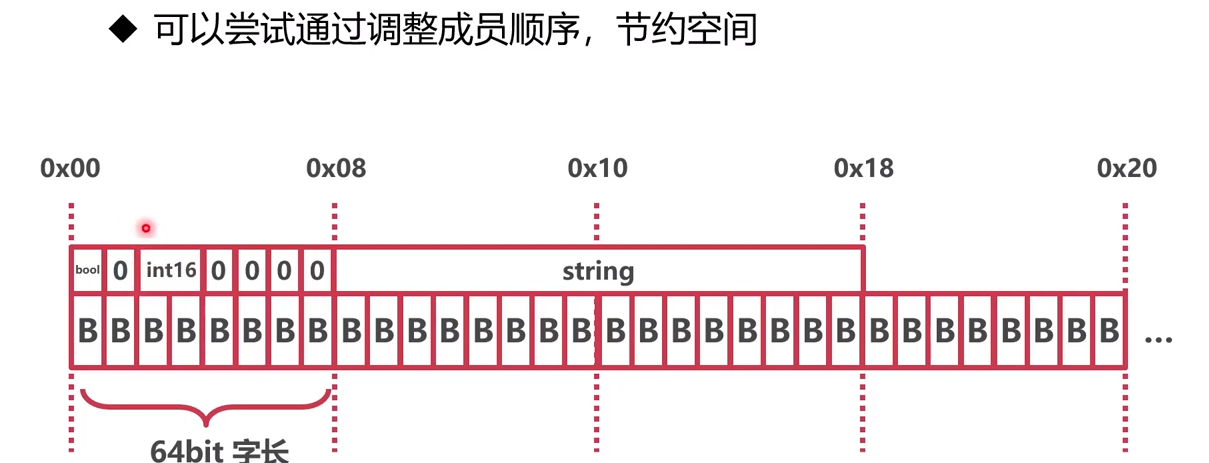 ◆ 可以尝试通过调整成员顺序，节约空间
0x00 0x08 0x10 0x18 0x20
bool 0 int16 0 0 0 0 string
B B B B B B B B B B B B B B B B B B B B B B B B B B B B B B B B ...
64bit 字长